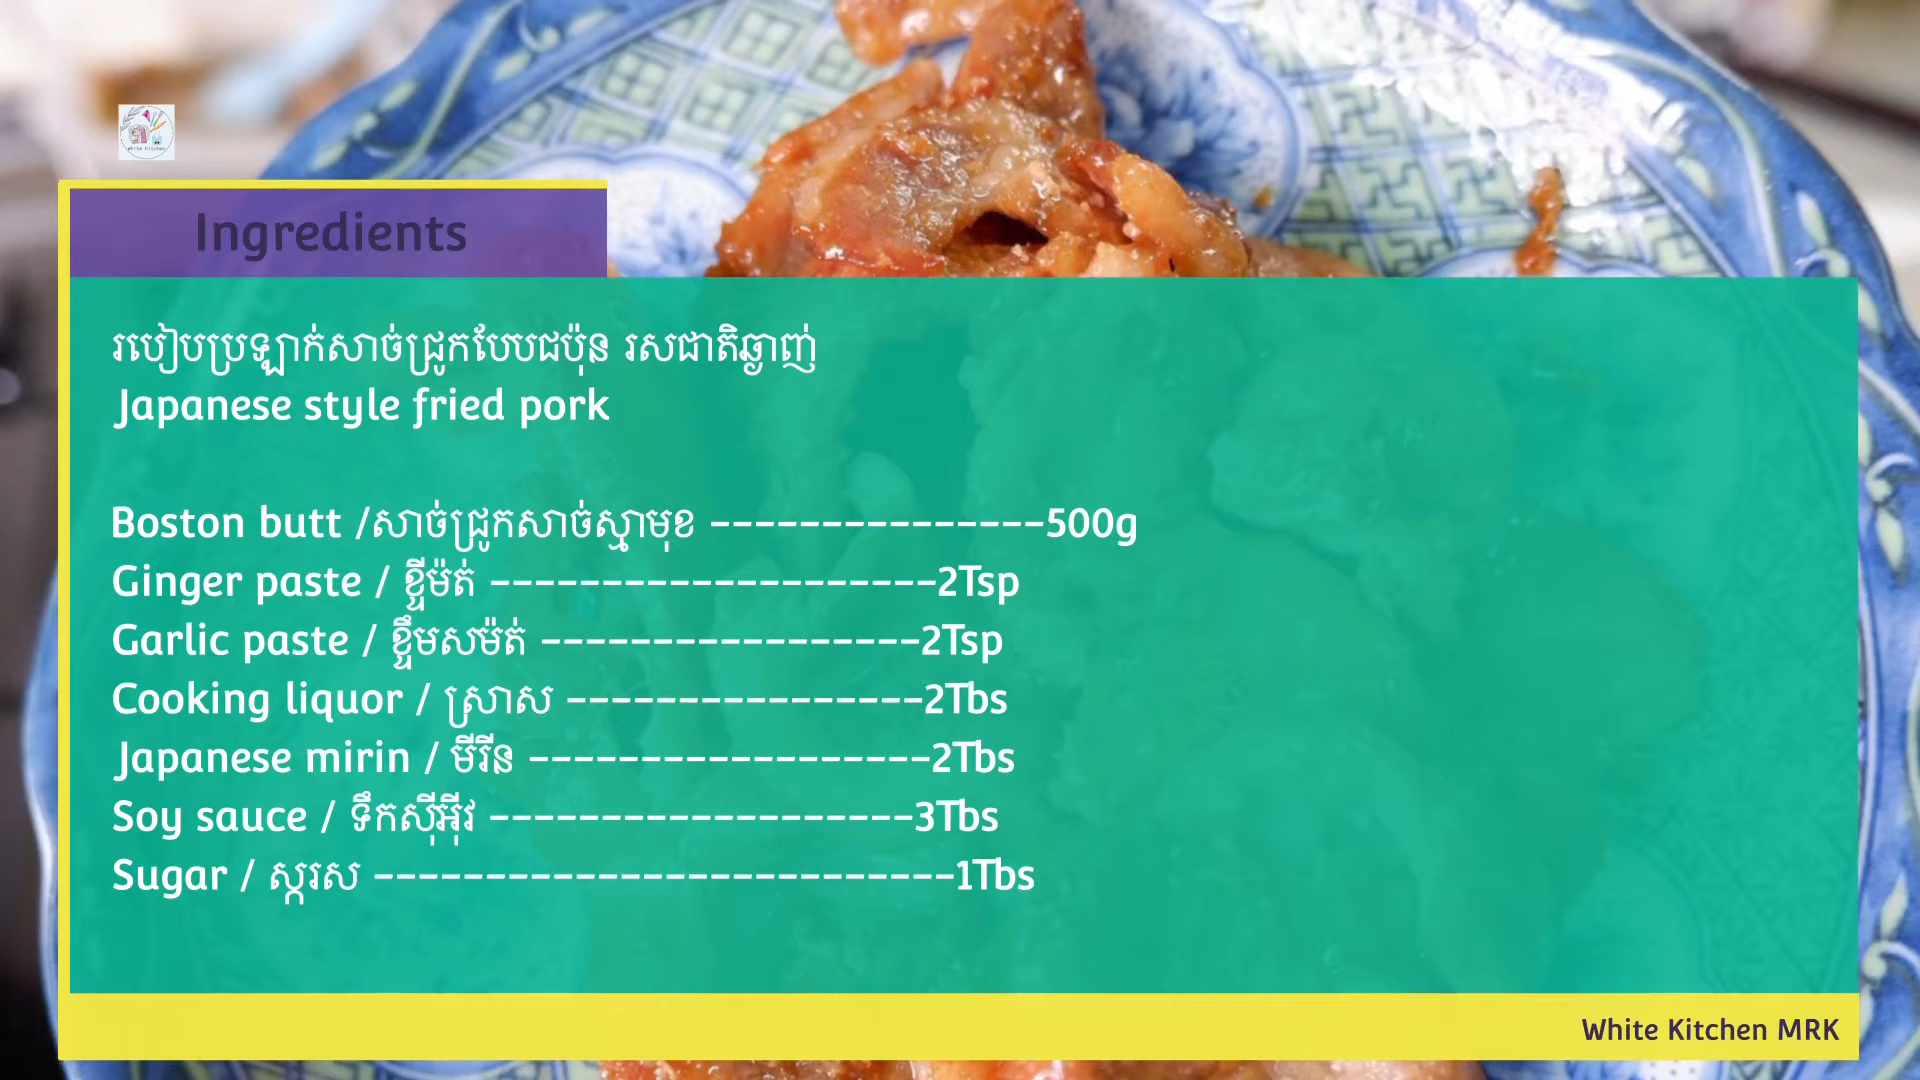 White Kitchen
Ingredients
របៀបប្រឡាក់សាច់ជ្រូកបែបជប៉ុន រសជាតិឆ្ងាញ់
Japanese style fried pork
Boston butt /សាច់ជ្រូកសាច់ស្មាមុខ ---------------500g
Ginger paste / ខ្ទីម៉ត់ --------------------2Tsp
Garlic paste / ខ្ទឹមសម៉ត់ -----------------2Tsp
Cooking liquor / ស្រាស ----------------2Tbs
Japanese mirin / មីរីន ------------------2Tbs
Soy sauce / ទឹកស៊ីអ៊ីវ -------------------3Tbs
Sugar / ស្ករស --------------------------1Tbs
White Kitchen MRK